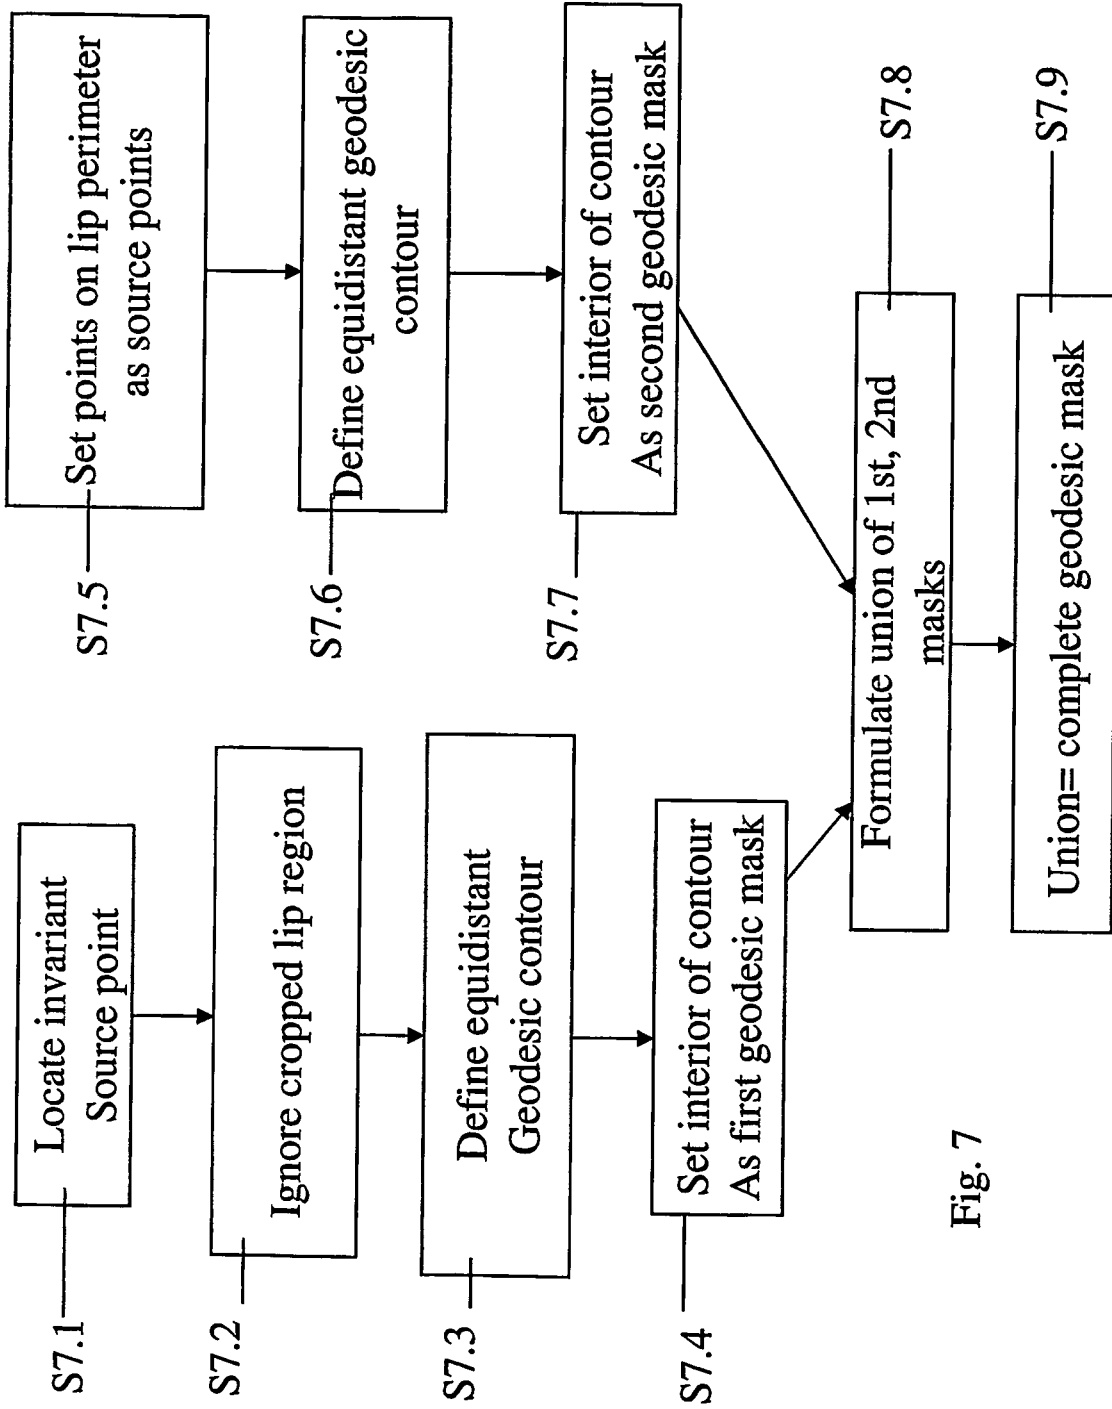 S7.1
Locate invariant
Source point
S7.2
Ignore cropped lip region
S7.3
Define equidistant
Geodesic contour
S7.4
Set interior of contour
As first geodesic mask
S7.5
Set points on lip perimeter
as source points
S7.6
Define equidistant geodesic
contour
S7.7
Set interior of contour
As second geodesic mask
Formulate union of 1st, 2nd
masks
S7.8
Union= complete geodesic mask
S7.9
Fig. 7